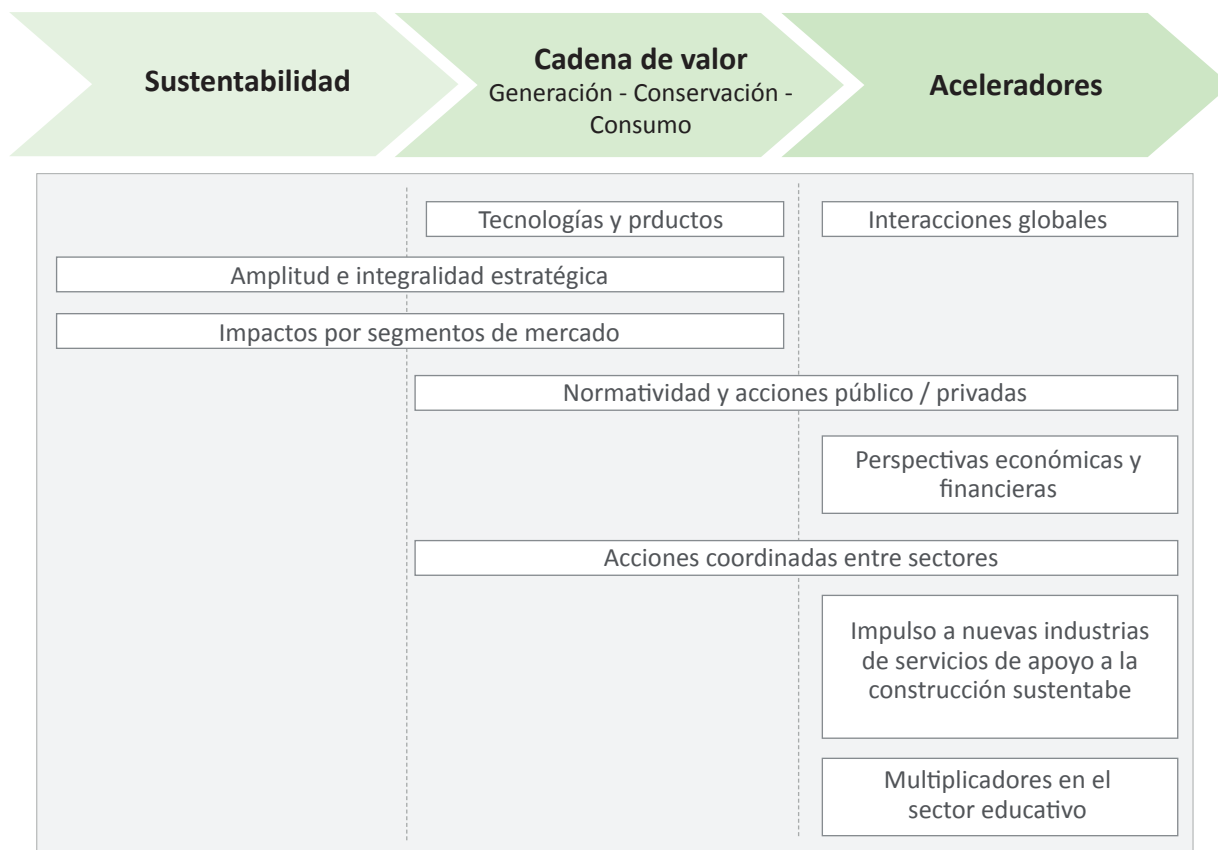 Sustentabilidad
Cadena de valor
Generación - Conservación -
Consumo
Aceleradores
Tecnologías y prductos
Interacciones globales
Amplitud e integralidad estratégica
Impactos por segmentos de mercado
Normatividad y acciones público / privadas
Perspectivas económicas y
financieras
Acciones coordinadas entre sectores
Impulso a nuevas industrias
de servicios de apoyo a la
construcción sustentabe
Multiplicadores en el
sector educativo